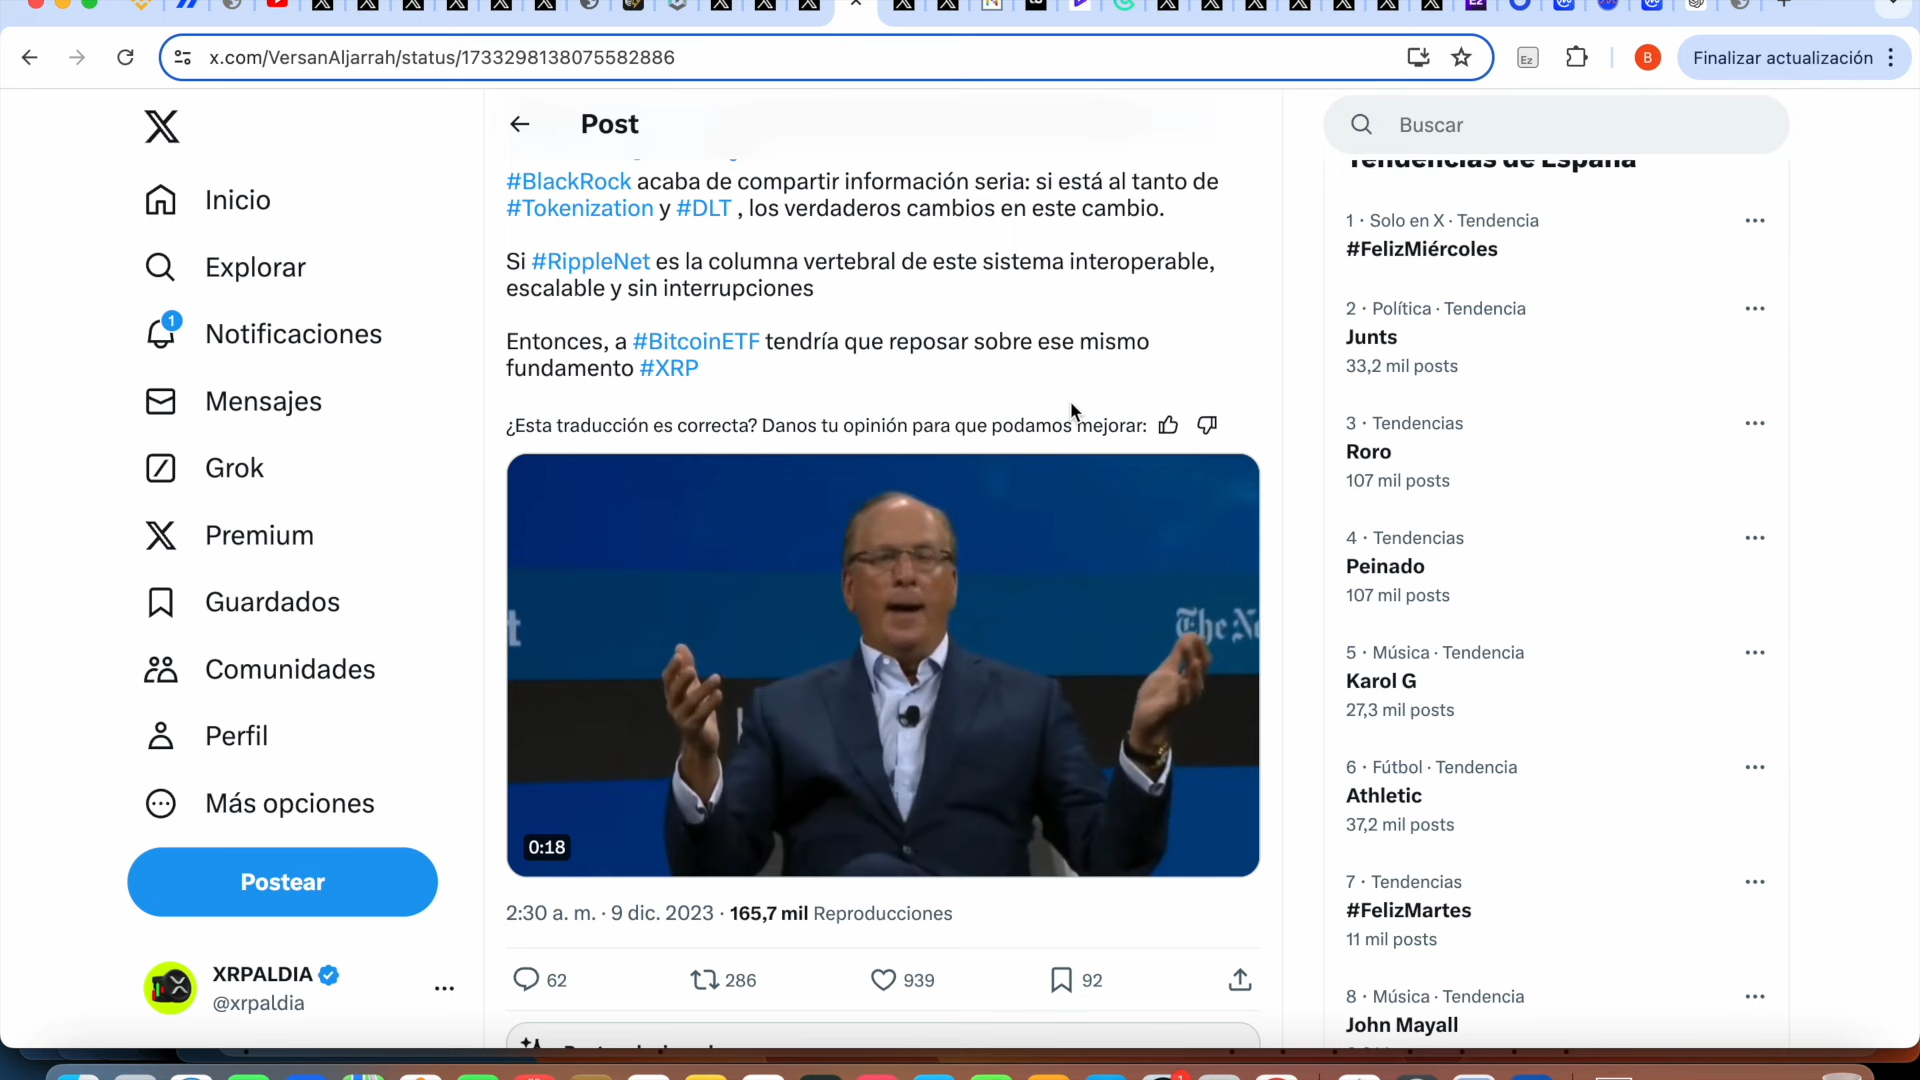 x.com/VersanAljarrah/status/1733298138075582886
Ez
B
Finalizar actualización
Inicio
Explorar
1
Notificaciones
Mensajes
Grok
Premium
Guardados
Comunidades
Perfil
Más opciones
Postear
XRPALDIA
@xrpaldia
Post
#BlackRock acaba de compartir información seria: si está al tanto de
#Tokenization y #DLT , los verdaderos cambios en este cambio.
Si #RippleNet es la columna vertebral de este sistema interoperable,
escalable y sin interrupciones
Entonces, a #BitcoinETF tendría que reposar sobre ese mismo
fundamento #XRP
¿Esta traducción es correcta? Danos tu opinión para que podamos mejorar:
The Ne
0:18
2:30 a. m. · 9 dic. 2023 · 165,7 mil Reproducciones
62
286
939
92
Buscar
Tendencias de España
1 · Solo en X · Tendencia
#FelizMiércoles
2 · Política · Tendencia
Junts
33,2 mil posts
3 · Tendencias
Roro
107 mil posts
4 · Tendencias
Peinado
107 mil posts
5 · Música · Tendencia
Karol G
27,3 mil posts
6 · Fútbol · Tendencia
Athletic
37,2 mil posts
7 · Tendencias
#FelizMartes
11 mil posts
8 · Música · Tendencia
John Mayall